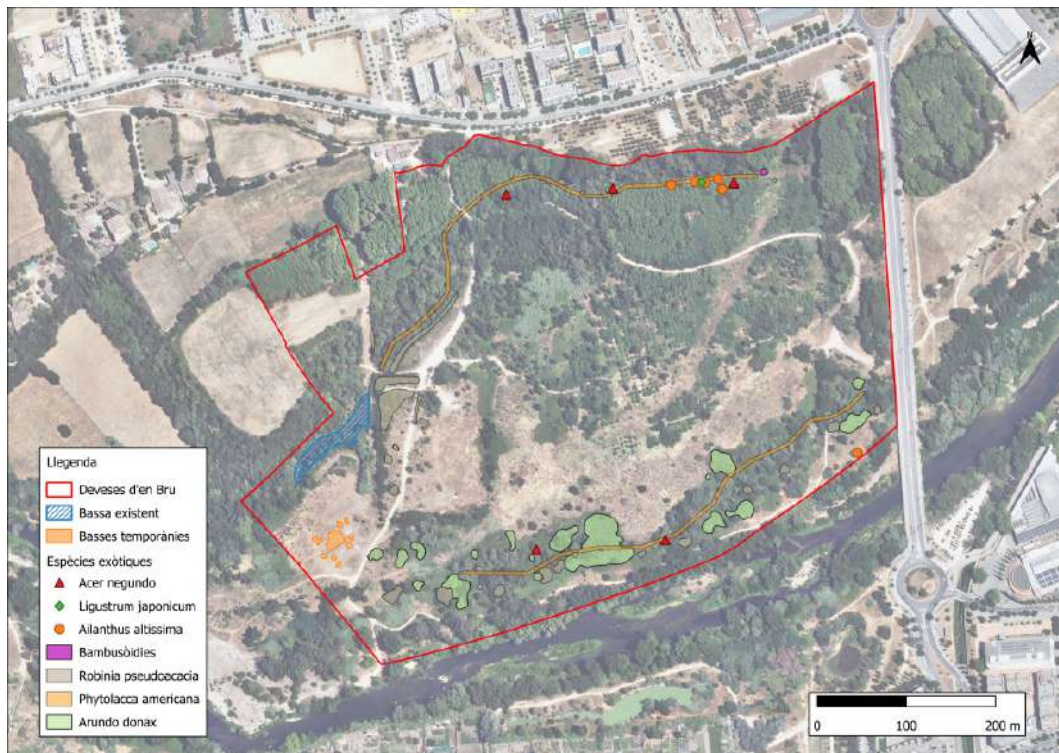 N
Llegenda
Deveses d'en Bru
Bassa existent
Basses temporànies
Espècies exòtiques
Acer negundo
Ligustrum japonicum
Ailanthus altissima
Bambusòidies
Robinia pseudoacacia
Phytolacca americana
Arundo donax
0 100 200 m